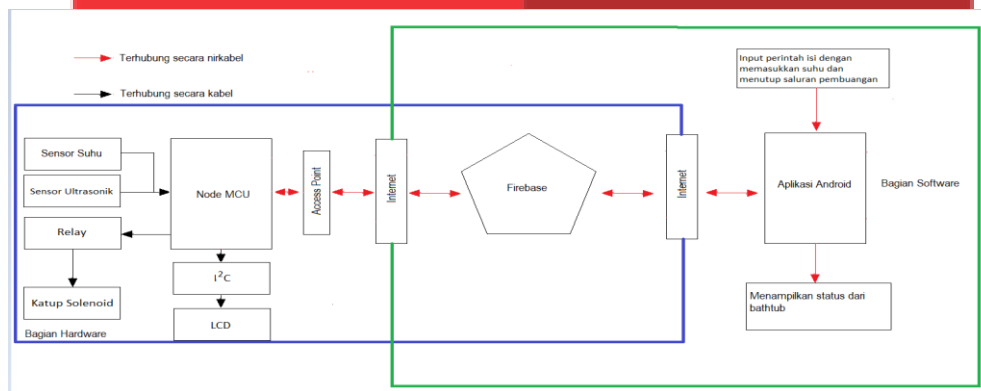 Terhubung secara nirkabel
Terhubung secara kabel
Input perintah isi dengan
memasukkan suhu dan
menutup saluran pembuangan
Sensor Suhu
Sensor Ultrasonik
Node MCU
Relay
Katup Solenoid
I²C
LCD
Bagian Hardware
Access Point
Internet
Firebase
Internet
Aplikasi Android
Bagian Software
Menampilkan status dari
bathtub